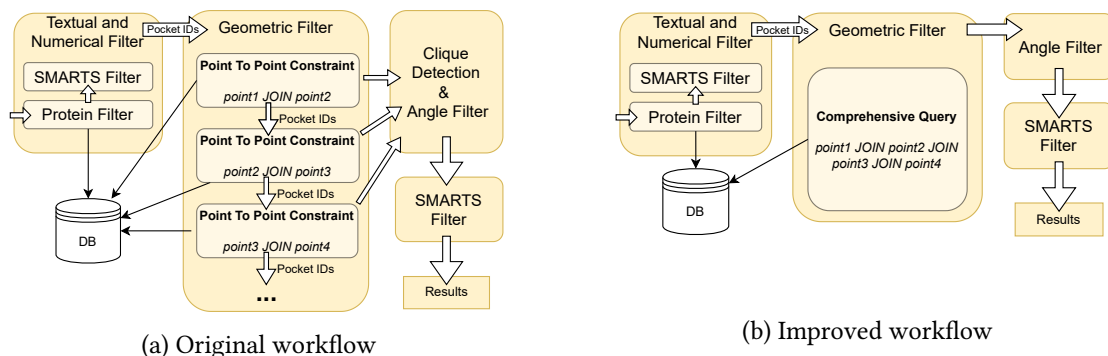 Textual and
Numerical Filter
Pocket IDs
Geometric Filter
SMARTS Filter
Protein Filter
DB
Point To Point Constraint
point1 JOIN point2
Pocket IDs
Point To Point Constraint
point2 JOIN point3
Pocket IDs
Point To Point Constraint
point3 JOIN point4
Pocket IDs
...
Clique
Detection
&
Angle Filter
SMARTS
Filter
Results
(a) Original workflow
Textual and
Numerical Filter
Pocket IDs
Geometric Filter
SMARTS Filter
Protein Filter
DB
Comprehensive Query
point1 JOIN point2 JOIN
point3 JOIN point4
Angle Filter
SMARTS
Filter
Results
(b) Improved workflow